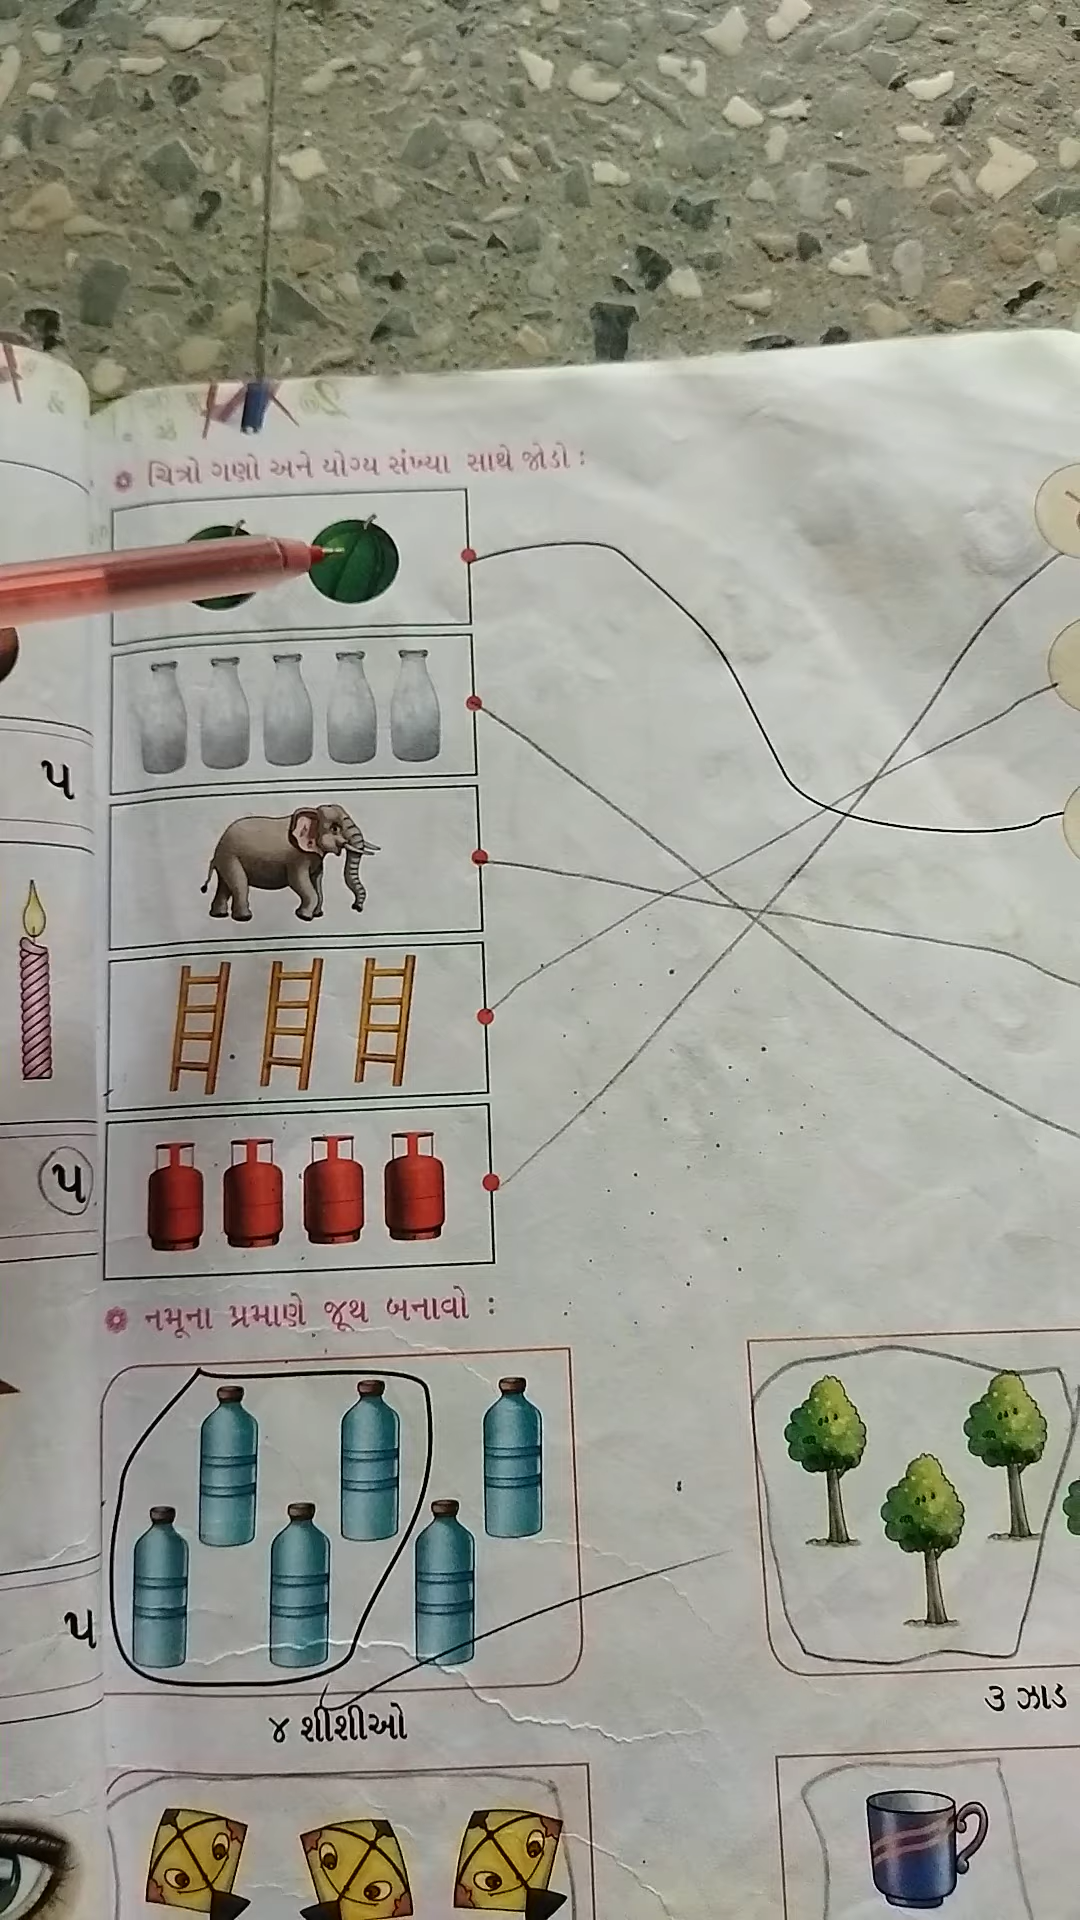 ચિત્રો ગણો અને યોગ્ય સંખ્યા સાથે જોડો :
૫
૫
નમૂના પ્રમાણે જૂથ બનાવો :
૫
૪ શીશીઓ
૩ ઝાડ